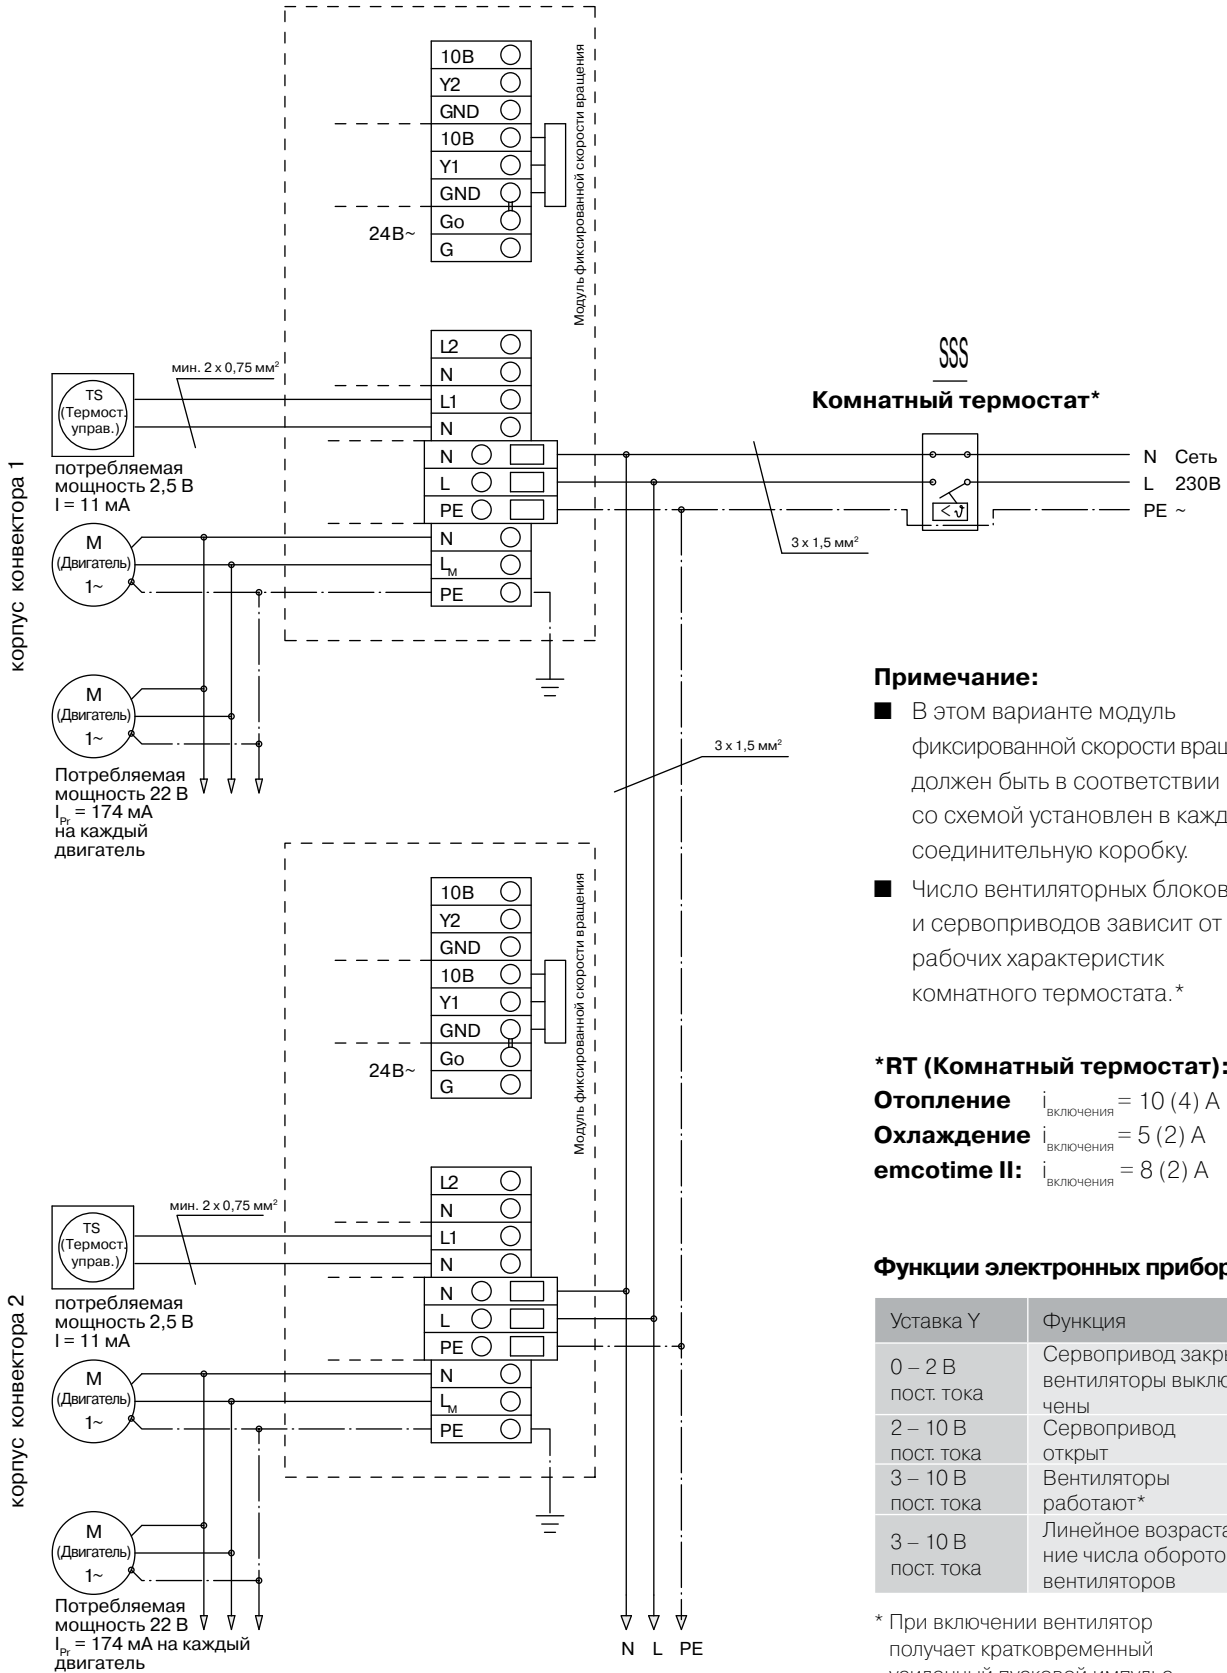 10В
Y2
GND
10В
Y1
GND
Go
G
24В~
Модуль фиксированной скорости вращения
L2
N
L1
N
N
L
PE
N
LM
PE
мин. 2 x 0,75 мм²
TS
(Термост.
управ.)
потребляемая
мощность 2,5 В
I = 11 мА
M
(Двигатель)
1~
M
(Двигатель)
1~
Потребляемая
мощность 22 В
IPr = 174 мА
на каждый
двигатель
корпус конвектора 1
SSS
Комнатный термостат*
N Сеть
L 230В
PE ~
< ϑ
3 x 1,5 мм²
3 x 1,5 мм²
10В
Y2
GND
10В
Y1
GND
Go
G
24В~
Модуль фиксированной скорости вращения
L2
N
L1
N
N
L
PE
N
LM
PE
мин. 2 x 0,75 мм²
TS
(Термост.
управ.)
потребляемая
мощность 2,5 В
I = 11 мА
M
(Двигатель)
1~
M
(Двигатель)
1~
Потребляемая
мощность 22 В
IPr = 174 мА на каждый
двигатель
корпус конвектора 2
N L PE
Примечание:
■ В этом варианте модуль
фиксированной скорости
должен быть в соответствии
со схемой установлен в
соединительную коробку.
■ Число вентиляторных блоков
и сервоприводов зависит от
рабочих характеристик
комнатного термостата.*
*RT (Комнатный термостат):
Отопление iвключения = 10 (4) A
Охлаждение iвключения = 5 (2) A
emcotime II: iвключения = 8 (2) A
Функции электронных
Уставка Y Функция
0 – 2 В
пост. тока
Сервопривод
вентиляторы выклю
чены
2 – 10 В
пост. тока
Сервопривод
открыт
3 – 10 В
пост. тока
Вентиляторы
работают*
3 – 10 В
пост. тока
Линейное возраста
ние числа оборото
вентиляторов
* При включении вентилятор
получает кратковременный